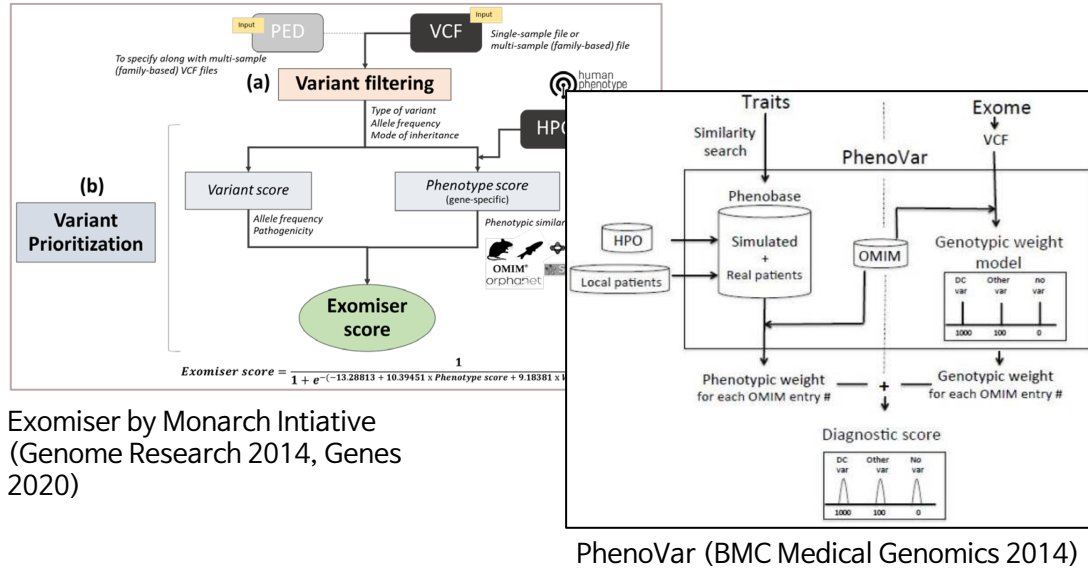 Input
PED
VCF
Input
Single-sample file or
multi-sample (family-based) file
To specify along with multi-sample
(family-based) VCF files
(a)
Variant filtering
human
phenotype
Type of variant
Allele frequency
Mode of inheritance
HPO
(b)
Variant
Prioritization
Variant score
Phenotype score
(gene-specific)
Allele frequency
Pathogenicity
Phenotypic similar
OMIM®
orphanet
Exomiser
score
Exomiser score = 1
1 + e^-(-13.28813 + 10.39451 x Phenotype score + 9.18381 x
Exomiser by Monarch Intiative
(Genome Research 2014, Genes
2020)
Traits
Exome
Similarity
search
VCF
PhenoVar
Phenobase
HPO
Simulated
+
Real patients
Local patients
OMIM
Genotypic weight
model
DC var
Other var
no var
1000
100
0
Phenotypic weight
for each OMIM entry #
+
Genotypic weight
for each OMIM entry #
Diagnostic score
DC var
Other var
No var
1000
100
0
PhenoVar (BMC Medical Genomics 2014)